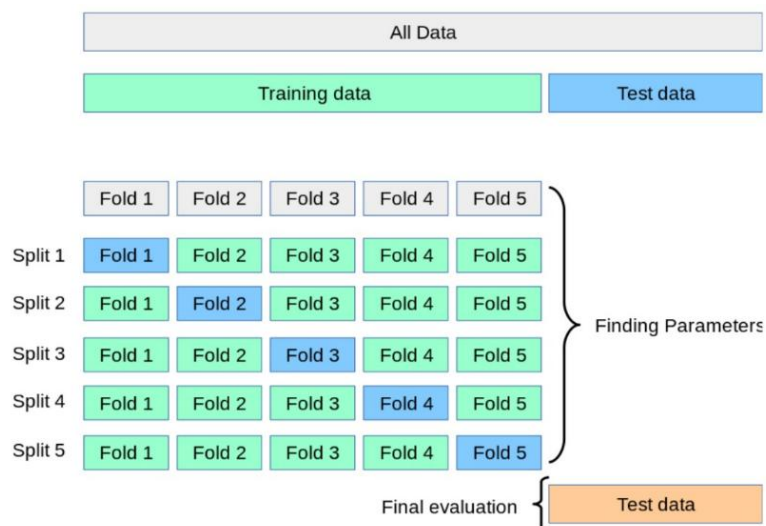 All Data
Training data Test data
Fold 1 Fold 2 Fold 3 Fold 4 Fold 5
Split 1 Fold 1 Fold 2 Fold 3 Fold 4 Fold 5
Split 2 Fold 1 Fold 2 Fold 3 Fold 4 Fold 5
Finding Parameters
Split 3 Fold 1 Fold 2 Fold 3 Fold 4 Fold 5
Split 4 Fold 1 Fold 2 Fold 3 Fold 4 Fold 5
Split 5 Fold 1 Fold 2 Fold 3 Fold 4 Fold 5
Final evaluation Test data